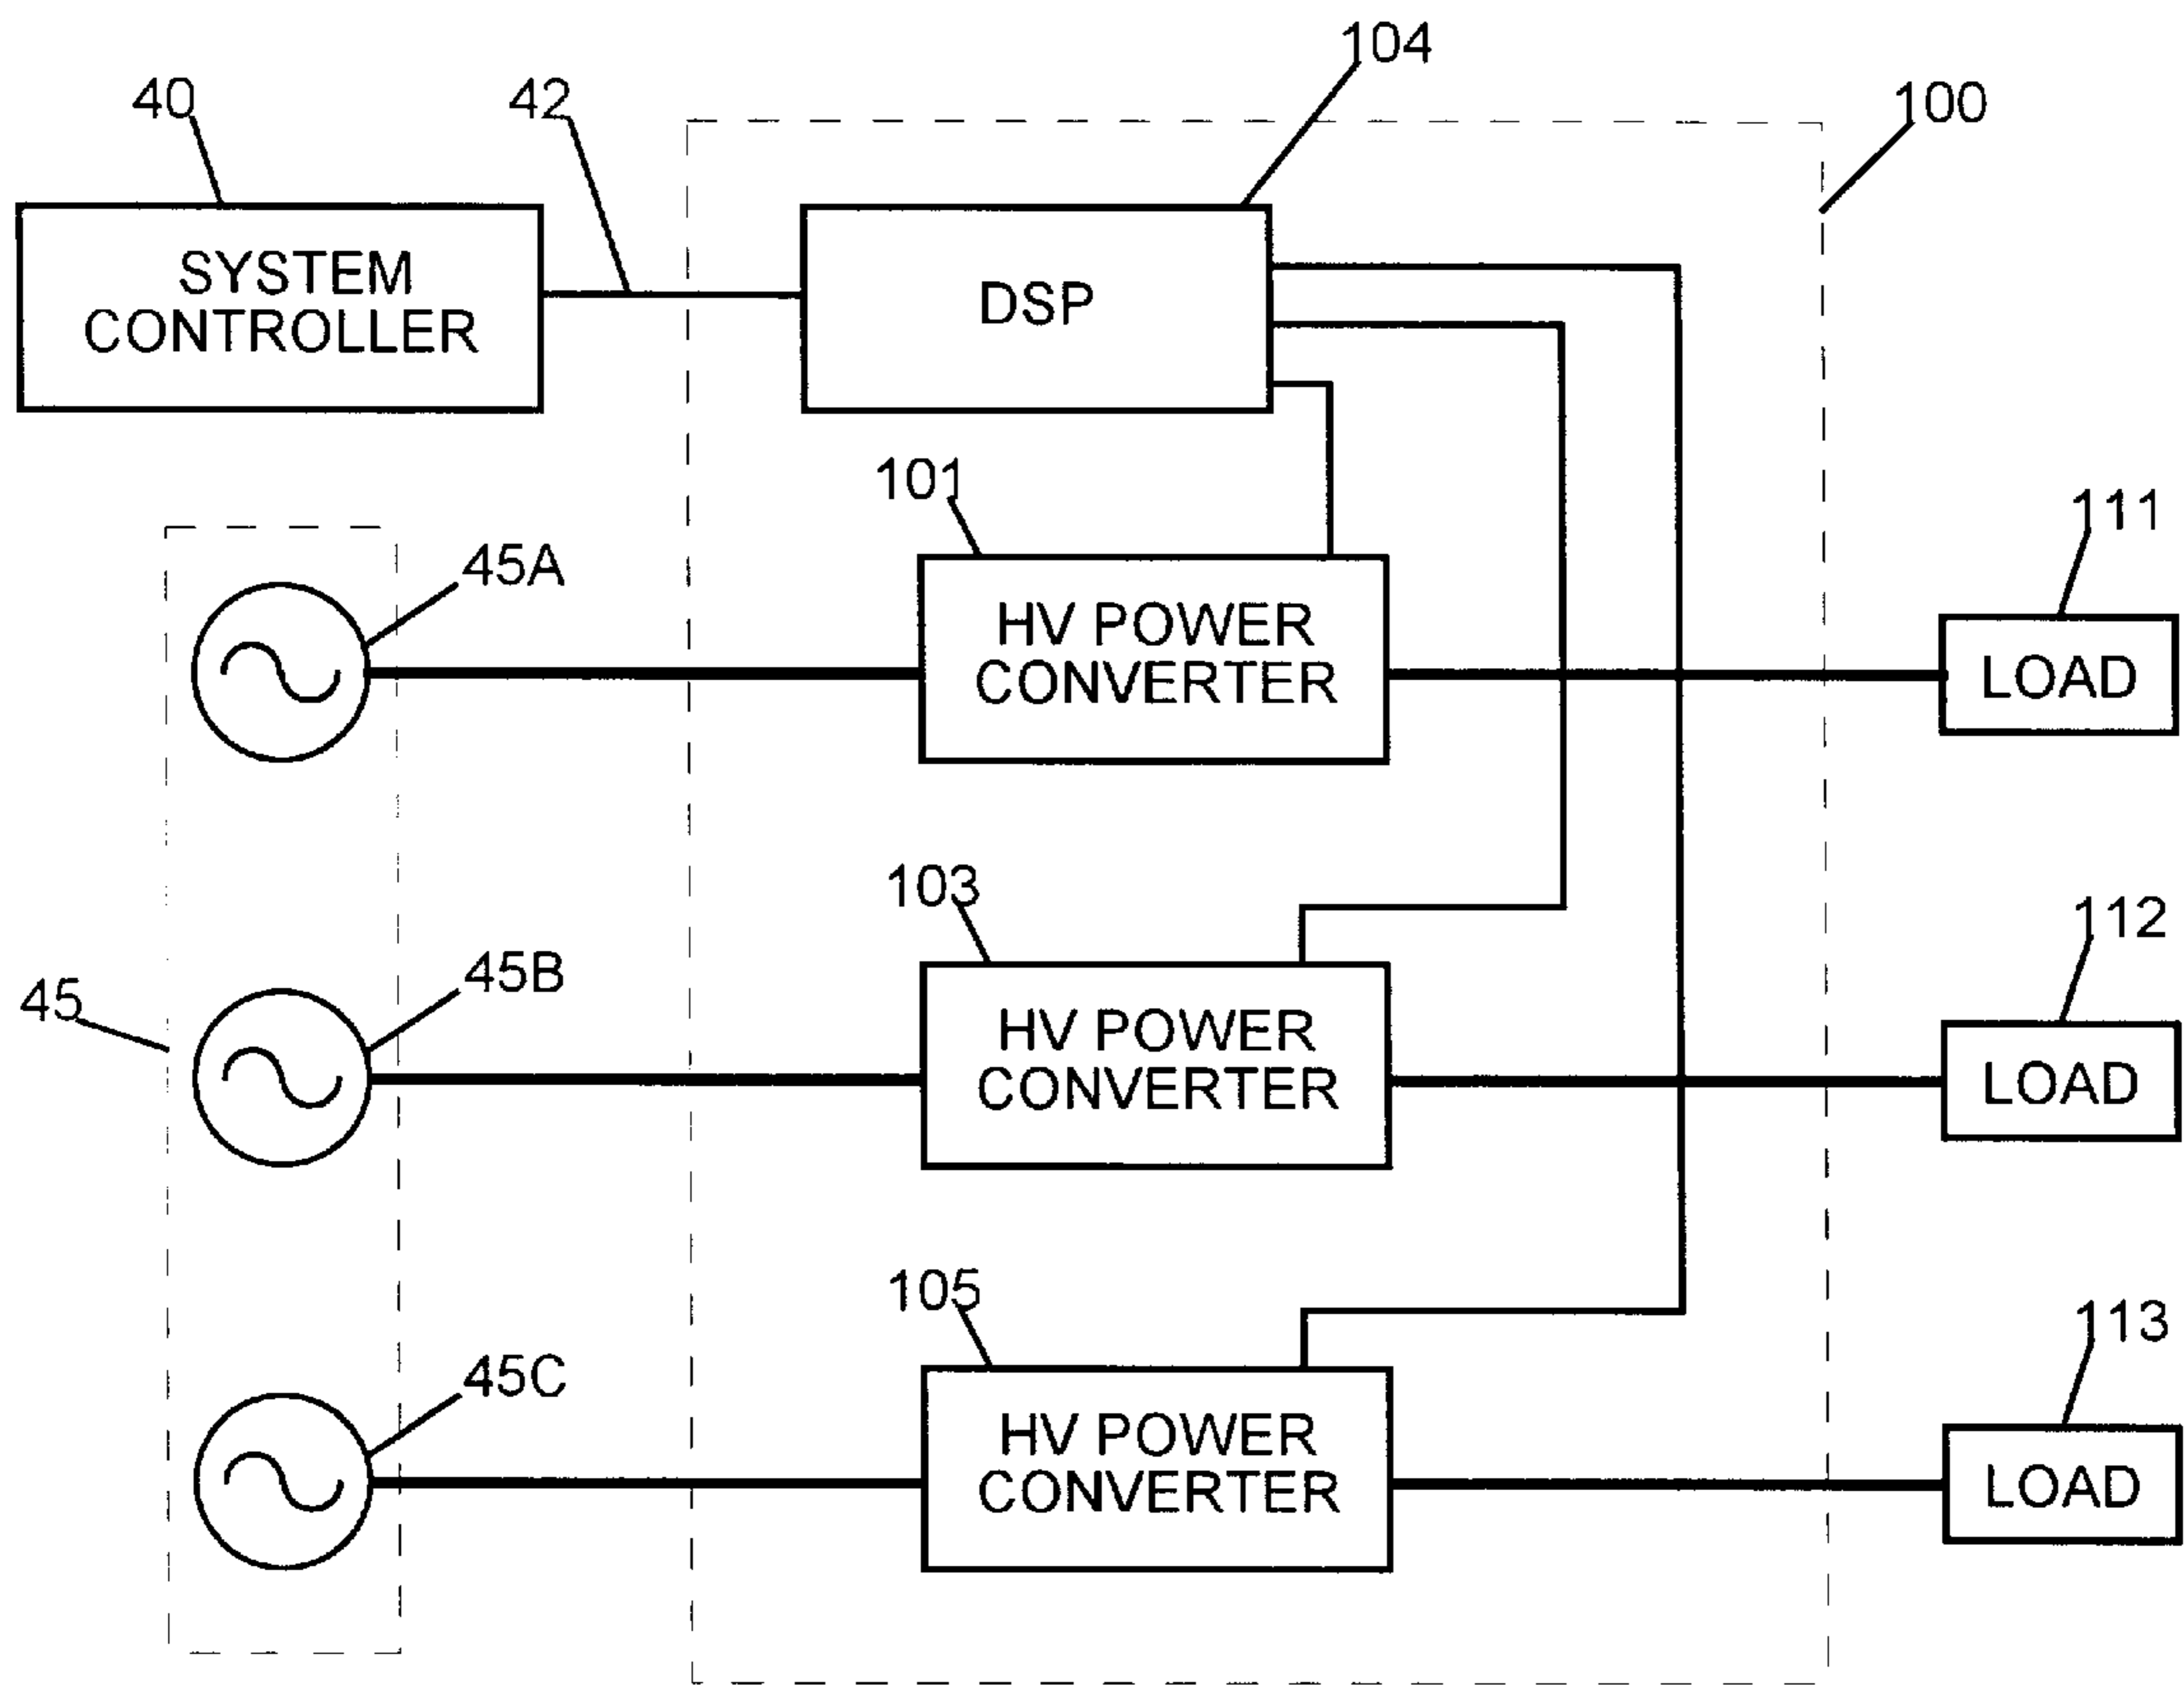 104
40
42
100
SYSTEM
CONTROLLER
DSP
101
111
45A
HV POWER
CONVERTER
LOAD
103
112
45B
45
HV POWER
CONVERTER
LOAD
105
113
45C
HV POWER
CONVERTER
LOAD